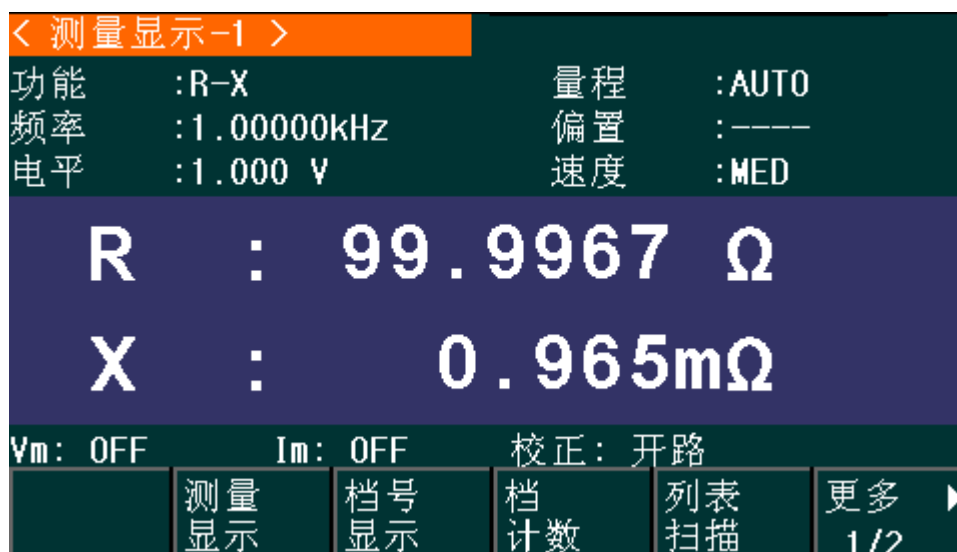 < 测量显示-1 >
功能 :R-X 量程 :AUTO
频率 :1.00000kHz 偏置 :----
电平 :1.000 V 速度 :MED
R : 99.9967 Ω
X : 0.965mΩ
Vm: OFF Im: OFF 校正: 开路
测量 档号 档 列表 更多
显示 显示 计数 扫描 1/2